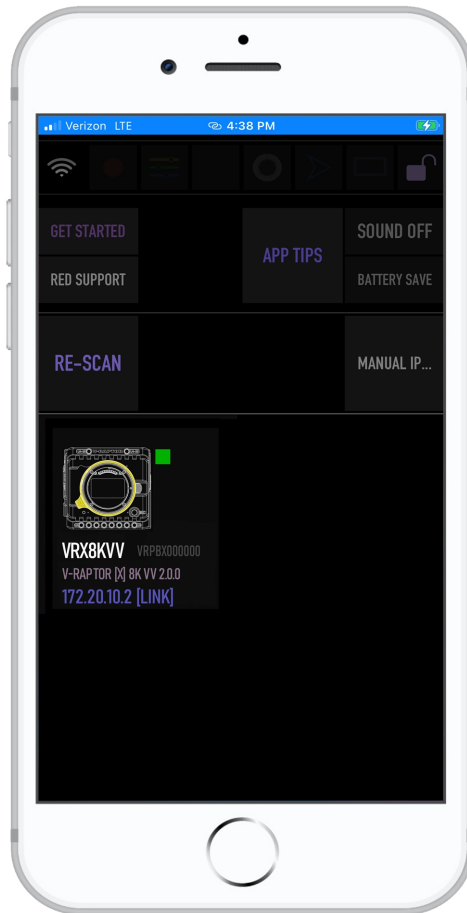 Verizon LTE 4:38 PM
GET STARTED
APP TIPS
SOUND OFF
RED SUPPORT
BATTERY SAVE
RE-SCAN
MANUAL IP...
VRX8KVV VRPBX000000
V-RAPTOR [X] 8K VV 2.0.0
172.20.10.2 [LINK]